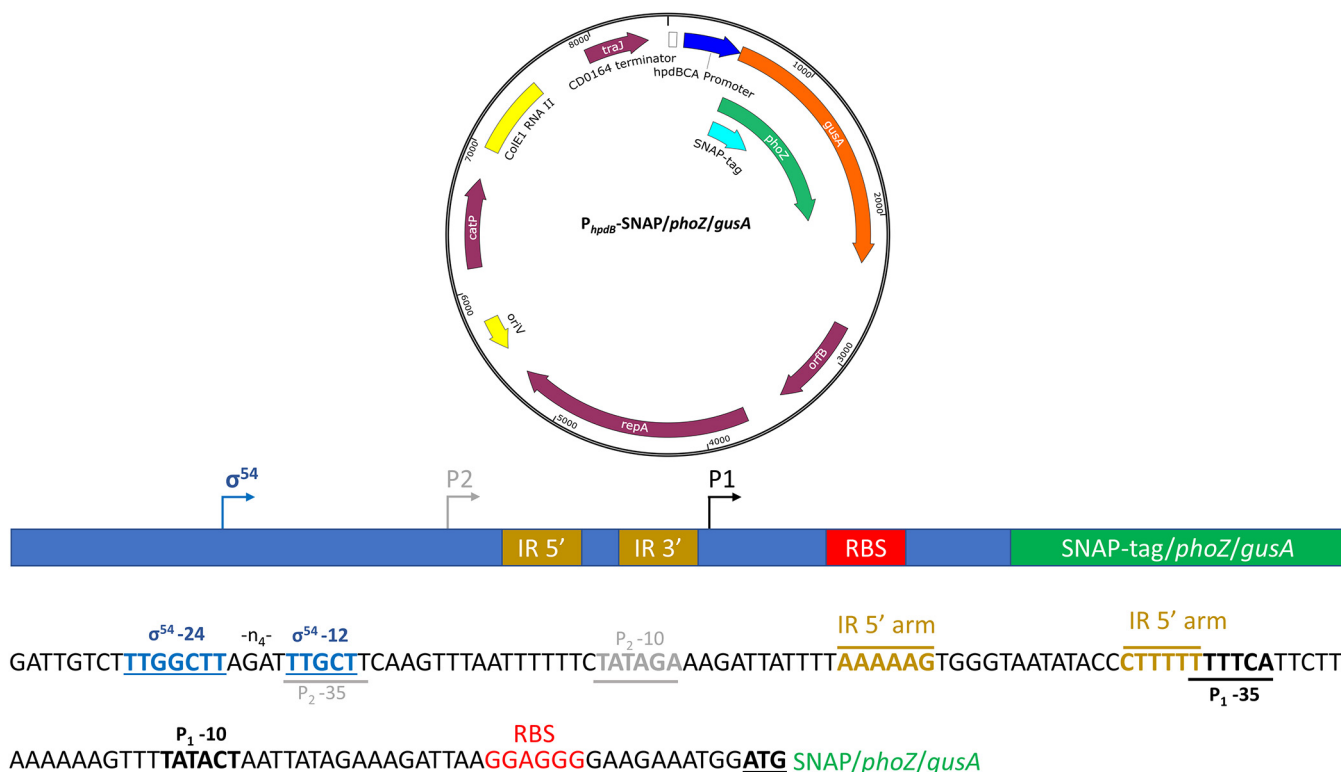 8000
traJ
CD0164 terminator
hpdBCA Promoter
1000
gusA
phoZ
SNAP-tag
ColE1 RNA II
7000
2000
P_hpdB-SNAP/phoZ/gusA
catP
6000
oriV
orfB
3000
repA
5000
4000
σ⁵⁴ P2 P1
IR 5’ IR 3’ RBS SNAP-tag/phoZ/gusA
σ⁵⁴ -24 -n₄- σ⁵⁴ -12 P₂ -10 IR 5’ arm IR 5’ arm
GATTGTCTTTGGCTTAGATTTGCTTCAAGTTTAATTTTTTCTATAGAAAGATTATTTTAAAAAGTGGGTAATATACCCTTTTTTTTCATTCTT
P₂ -35 P₁ -35
P₁ -10 RBS
AAAAAAGTTTTATACTAATTATAGAAAGATTAAGGAGGGGAAGAAATGGATG SNAP/phoZ/gusA